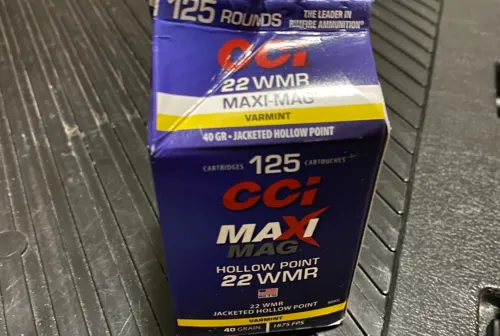 125 ROUNDS
THE LEADER IN
RIMFIRE AMMUNITION®
CCI
22 WMR
MAXI-MAG®
VARMINT
40 GR - JACKETED HOLLOW POINT
CARTRIDGES 125 CARTOUCHES
CCI
MAXI
MAG
HOLLOW POINT
22 WMR
22 WMR
JACKETED HOLLOW POINT
VARMINT
40 GRAIN 1875 FPS